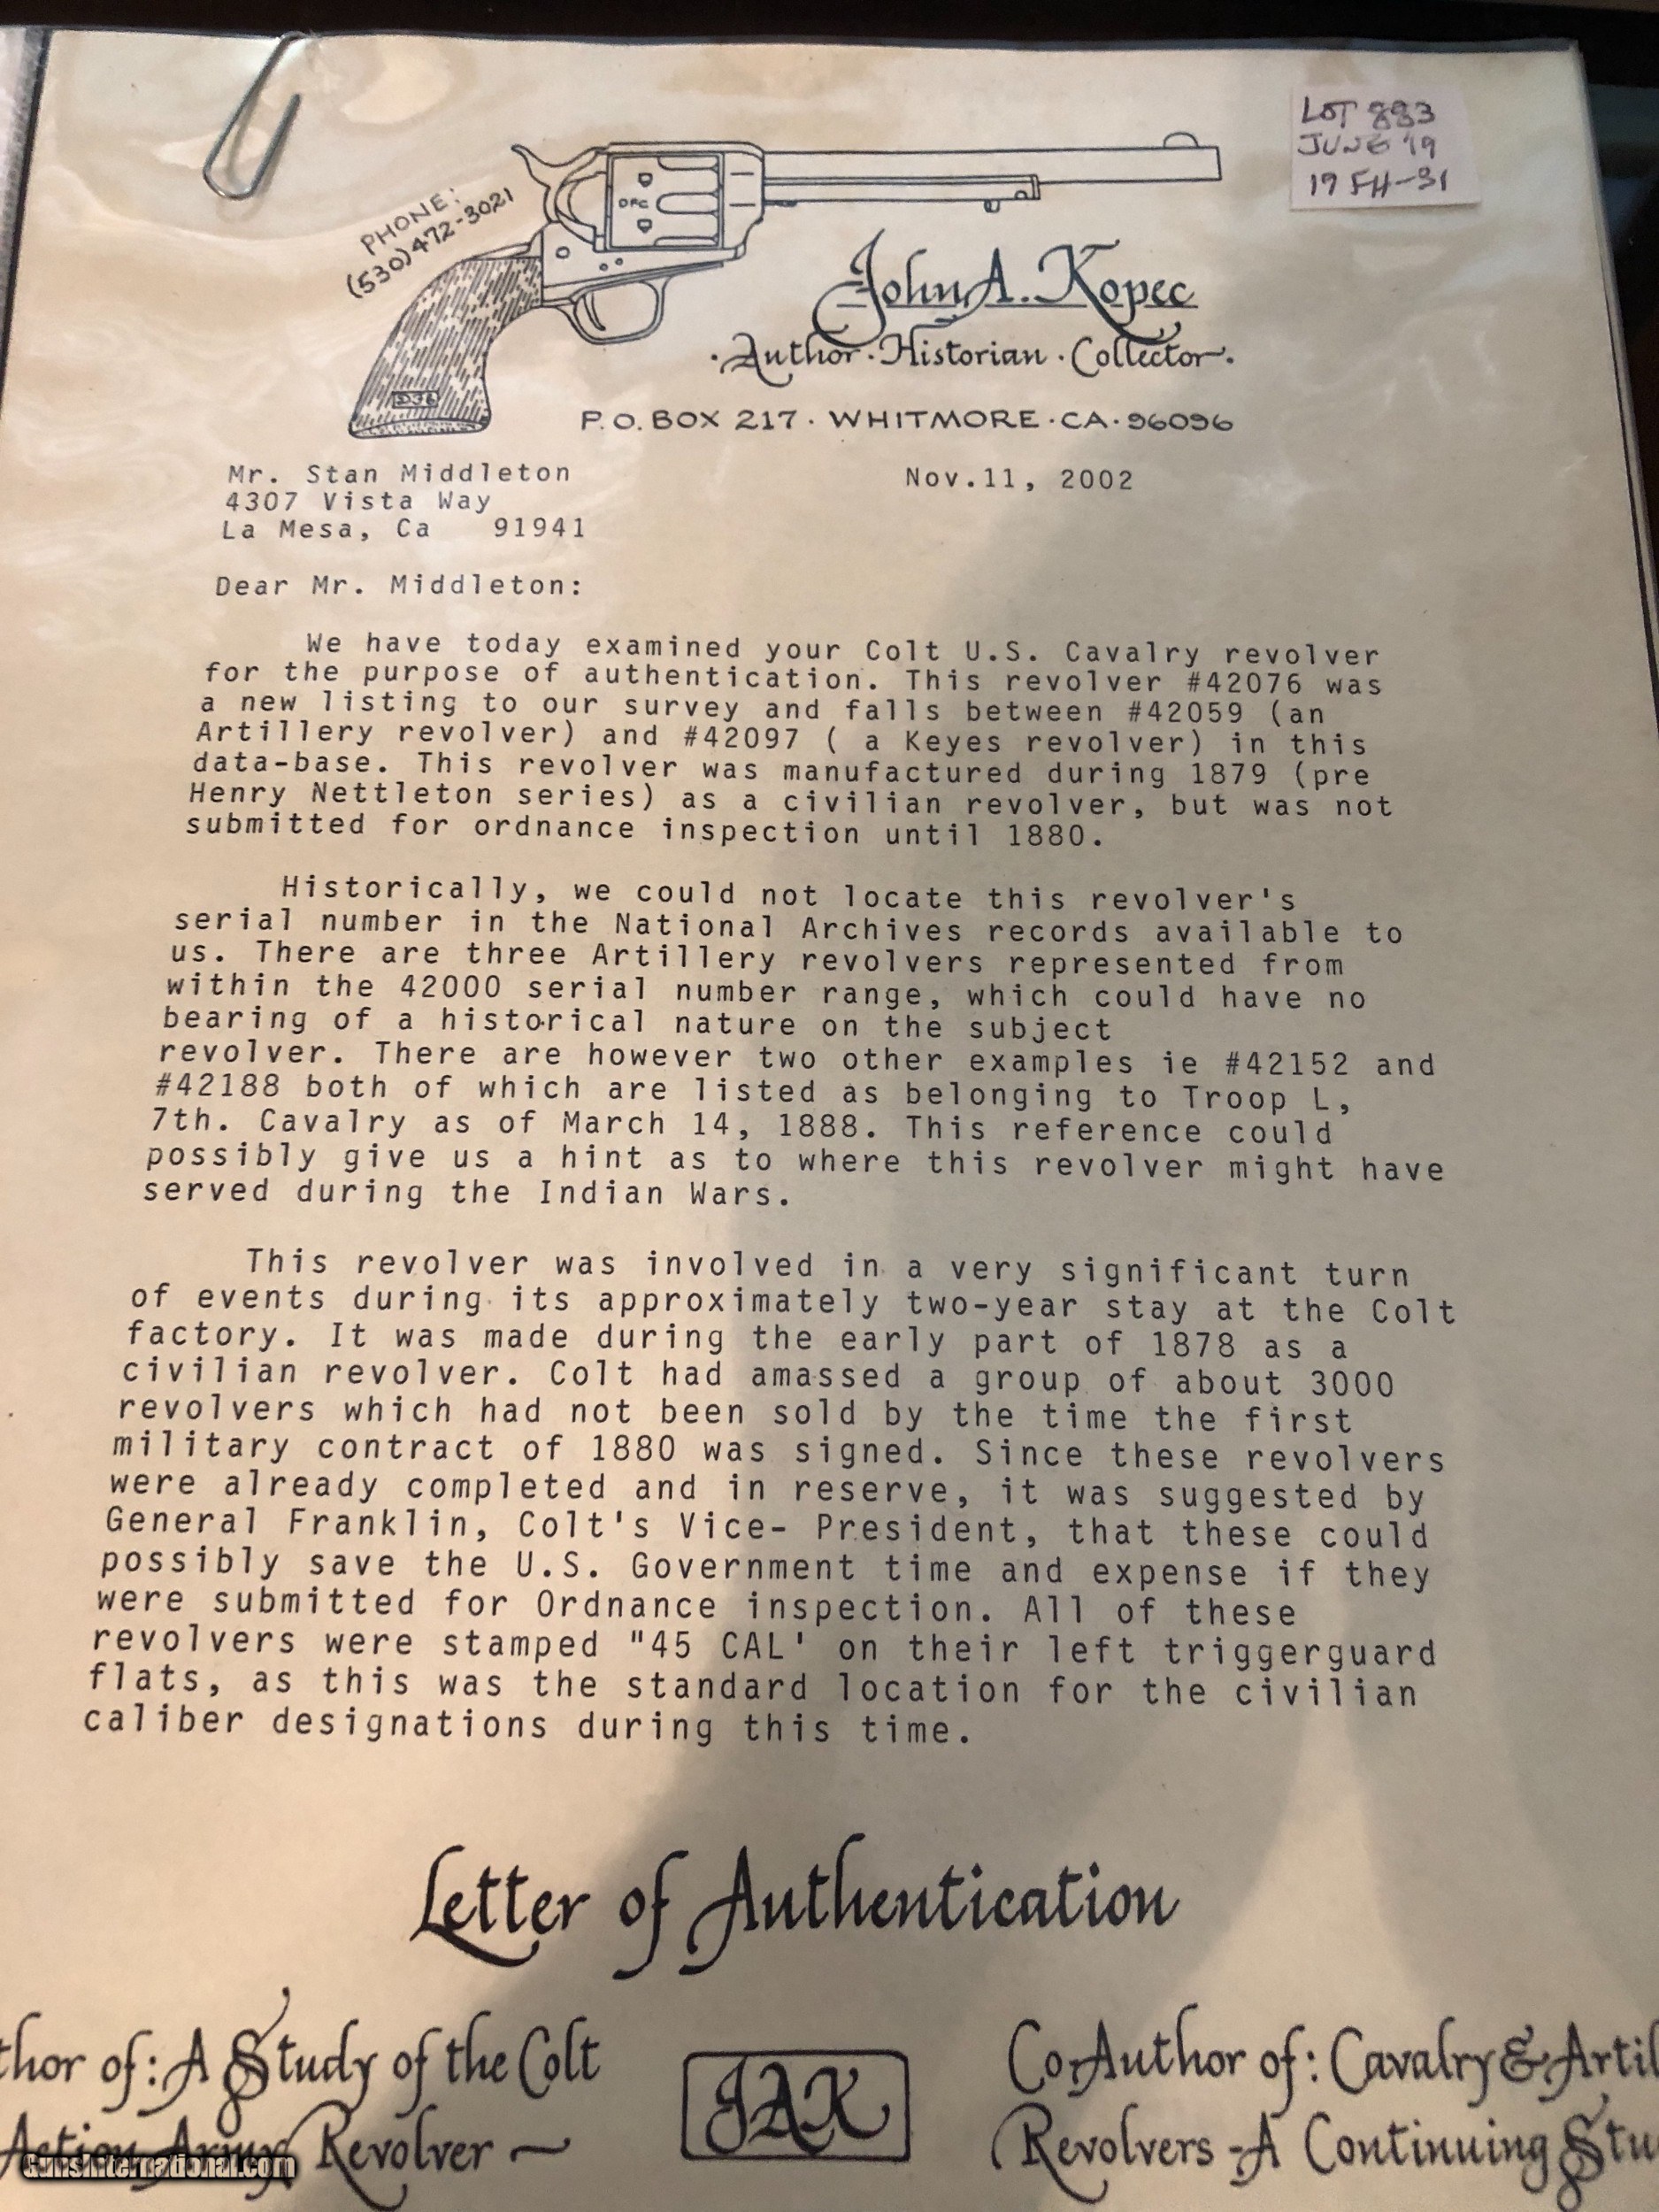 LOT 883
JUNE '19
19 FH-31
PHONE:
(530)472-3021
John A. Kopec
·Author·Historian·Collector·
P.O. BOX 217 · WHITMORE · CA · 96096
Mr. Stan Middleton
4307 Vista Way
La Mesa, Ca 91941
Nov.11, 2002
Dear Mr. Middleton:
We have today examined your Colt U.S. Cavalry revolver
for the purpose of authentication. This revolver #42076 was
a new listing to our survey and falls between #42059 (an
Artillery revolver) and #42097 ( a Keyes revolver) in this
data-base. This revolver was manufactured during 1879 (pre
Henry Nettleton series) as a civilian revolver, but was not
submitted for ordnance inspection until 1880.
Historically, we could not locate this revolver's
serial number in the National Archives records available to
us. There are three Artillery revolvers represented from
within the 42000 serial number range, which could have no
bearing of a historical nature on the subject
revolver. There are however two other examples ie #42152 and
#42188 both of which are listed as belonging to Troop L,
7th. Cavalry as of March 14, 1888. This reference could
possibly give us a hint as to where this revolver might have
served during the Indian Wars.
This revolver was involved in a very significant turn
of events during its approximately two-year stay at the Colt
factory. It was made during the early part of 1878 as a
civilian revolver. Colt had amassed a group of about 3000
revolvers which had not been sold by the time the first
military contract of 1880 was signed. Since these revolvers
were already completed and in reserve, it was suggested by
General Franklin, Colt's Vice- President, that these could
possibly save the U.S. Government time and expense if they
were submitted for Ordnance inspection. All of these
revolvers were stamped "45 CAL' on their left triggerguard
flats, as this was the standard location for the civilian
caliber designations during this time.
Letter of Authentication
thor of: A Study of the Colt
Action Army Revolver ~
JAK
Co-Author of: Cavalry & Artil
Revolvers - A Continuing Stu
GunsInternational.com